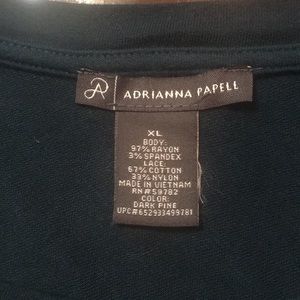 ADRIANNA PAPELL
XL
BODY:
97% RAYON
3% SPANDEX
LACE:
67% COTTON
33% NYLON
MADE IN VIETNAM
RN#59782
COLOR:
DARK PINE
UPC#652933499781